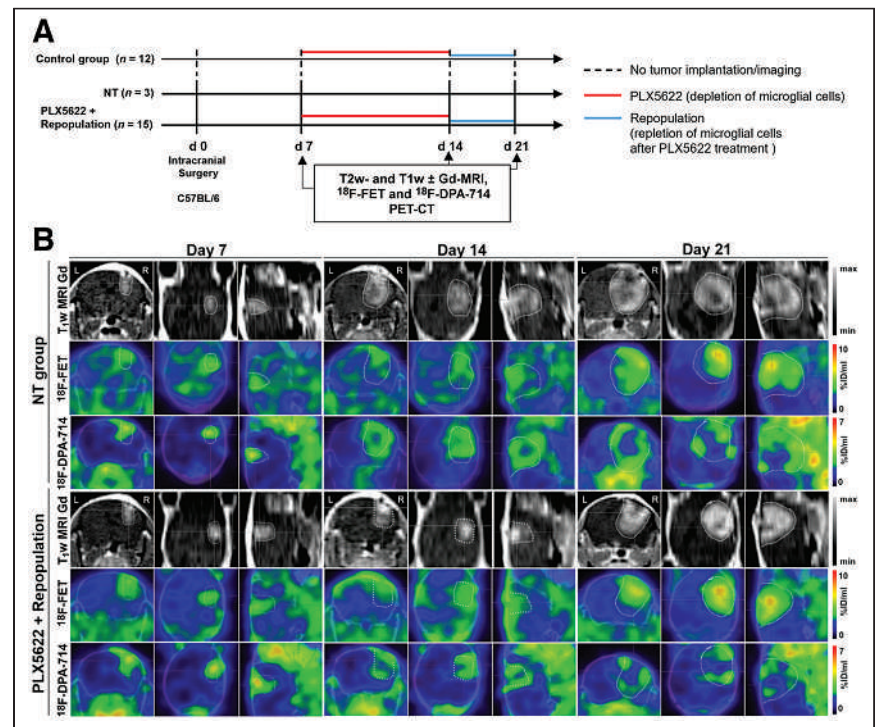 A
Control group (n = 12)
NT (n = 3)
PLX5622 +
Repopulation (n = 15)
d 0
d 7
d 14
d 21
Intracranial
Surgery
C57BL/6
T2w- and T1w ± Gd-MRI,
¹⁸F-FET and ¹⁸F-DPA-714
PET-CT
No tumor implantation/imaging
PLX5622 (depletion of microglial cells)
Repopulation
(repletion of microglial cells
after PLX5622 treatment )
B
Day 7
Day 14
Day 21
NT group
T₁w MRI Gd
L R
L R
L R
max
min
¹⁸F-FET
10
%ID/ml
0
¹⁸F-DPA-714
7
%ID/ml
0
PLX5622 + Repopulation
T₁w MRI Gd
L R
L R
L R
max
min
¹⁸F-FET
10
%ID/ml
0
¹⁸F-DPA-714
7
%ID/ml
0